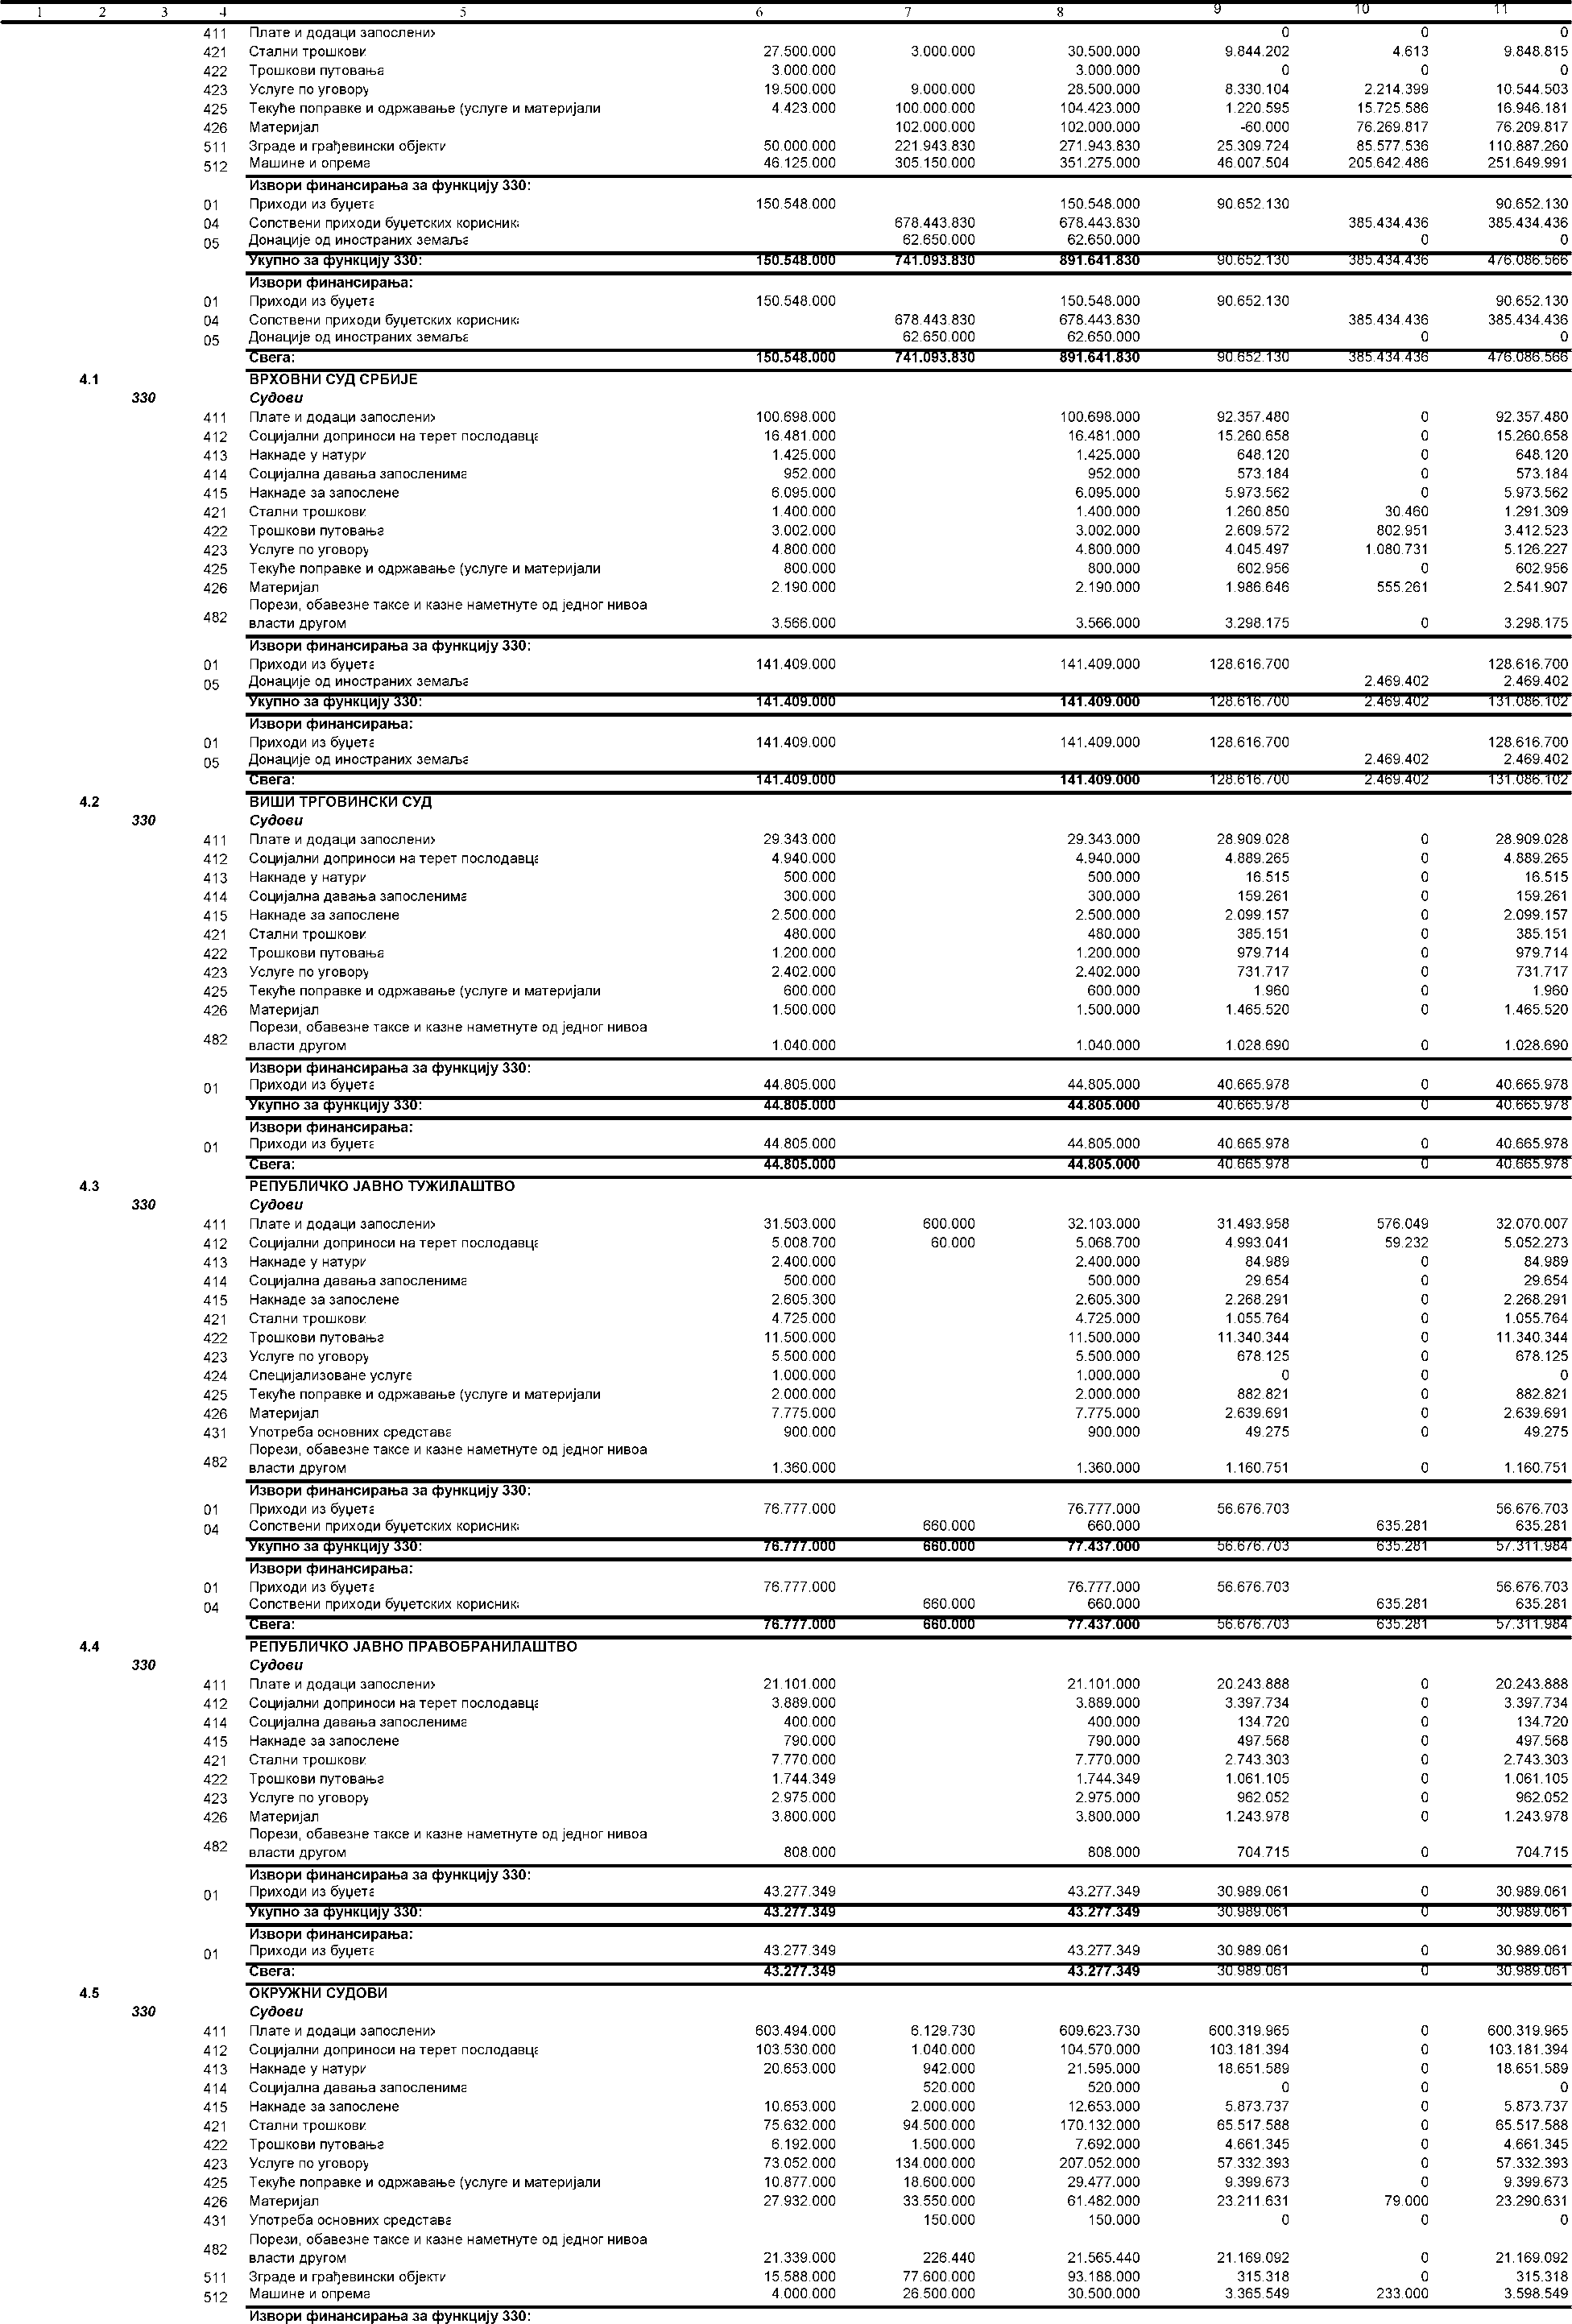 1 2 3 4 5 6 7 8 9 10 11
411 Плате и додаци запослених 0 0 0
421 Стални трошкови 27.500.000 3.000.000 30.500.000 9.844.202 4.613 9.848.815
422 Трошкови путовања 3.000.000 3.000.000 0 0 0
423 Услуге по уговору 19.500.000 9.000.000 28.500.000 8.330.104 2.214.399 10.544.503
425 Текуће поправке и одржавање (услуге и материјали 4.423.000 100.000.000 104.423.000 1.220.595 15.725.586 16.946.181
426 Материјал 102.000.000 102.000.000 -60.000 76.269.817 76.209.817
511 Зграде и грађевински објекти 50.000.000 221.943.830 271.943.830 25.309.724 85.577.536 110.887.260
512 Машине и опрема 46.125.000 305.150.000 351.275.000 46.007.504 205.642.486 251.649.991
Извори финансирања за функцију 330:
01 Приходи из буџета 150.548.000 150.548.000 90.652.130 90.652.130
04 Сопствени приходи буџетских корисника 678.443.830 678.443.830 385.434.436 385.434.436
05 Донације од иностраних земаља 62.650.000 62.650.000 0 0
Укупно за функцију 330: 150.548.000 741.093.830 891.641.830 90.652.130 385.434.436 476.086.566
Извори финансирања:
01 Приходи из буџета 150.548.000 150.548.000 90.652.130 90.652.130
04 Сопствени приходи буџетских корисника 678.443.830 678.443.830 385.434.436 385.434.436
05 Донације од иностраних земаља 62.650.000 62.650.000 0 0
Свега: 150.548.000 741.093.830 891.641.830 90.652.130 385.434.436 476.086.566
4.1 ВРХОВНИ СУД СРБИЈЕ
330 Судови
411 Плате и додаци запослених 100.698.000 100.698.000 92.357.480 0 92.357.480
412 Социјални доприноси на терет послодавца 16.481.000 16.481.000 15.260.658 0 15.260.658
413 Накнаде у натури 1.425.000 1.425.000 648.120 0 648.120
414 Социјална давања запосленима 952.000 952.000 573.184 0 573.184
415 Накнаде за запослене 6.095.000 6.095.000 5.973.562 0 5.973.562
421 Стални трошкови 1.400.000 1.400.000 1.260.850 30.460 1.291.309
422 Трошкови путовања 3.002.000 3.002.000 2.609.572 802.951 3.412.523
423 Услуге по уговору 4.800.000 4.800.000 4.045.497 1.080.731 5.126.227
425 Текуће поправке и одржавање (услуге и материјали 800.000 800.000 602.956 0 602.956
426 Материјал 2.190.000 2.190.000 1.986.646 555.261 2.541.907
Порези, обавезне таксе и казне наметнуте од једног нивоа
482 власти другом 3.566.000 3.566.000 3.298.175 0 3.298.175
Извори финансирања за функцију 330:
01 Приходи из буџета 141.409.000 141.409.000 128.616.700 128.616.700
05 Донације од иностраних земаља 2.469.402 2.469.402
Укупно за функцију 330: 141.409.000 141.409.000 128.616.700 2.469.402 131.086.102
Извори финансирања:
01 Приходи из буџета 141.409.000 141.409.000 128.616.700 128.616.700
05 Донације од иностраних земаља 2.469.402 2.469.402
Свега: 141.409.000 141.409.000 128.616.700 2.469.402 131.086.102
4.2 ВИШИ ТРГОВИНСКИ СУД
330 Судови
411 Плате и додаци запослених 29.343.000 29.343.000 28.909.028 0 28.909.028
412 Социјални доприноси на терет послодавца 4.940.000 4.940.000 4.889.265 0 4.889.265
413 Накнаде у натури 500.000 500.000 16.515 0 16.515
414 Социјална давања запосленима 300.000 300.000 159.261 0 159.261
415 Накнаде за запослене 2.500.000 2.500.000 2.099.157 0 2.099.157
421 Стални трошкови 480.000 480.000 385.151 0 385.151
422 Трошкови путовања 1.200.000 1.200.000 979.714 0 979.714
423 Услуге по уговору 2.402.000 2.402.000 731.717 0 731.717
425 Текуће поправке и одржавање (услуге и материјали 600.000 600.000 1.960 0 1.960
426 Материјал 1.500.000 1.500.000 1.465.520 0 1.465.520
Порези, обавезне таксе и казне наметнуте од једног нивоа
482 власти другом 1.040.000 1.040.000 1.028.690 0 1.028.690
Извори финансирања за функцију 330:
01 Приходи из буџета 44.805.000 44.805.000 40.665.978 0 40.665.978
Укупно за функцију 330: 44.805.000 44.805.000 40.665.978 0 40.665.978
Извори финансирања:
01 Приходи из буџета 44.805.000 44.805.000 40.665.978 0 40.665.978
Свега: 44.805.000 44.805.000 40.665.978 0 40.665.978
4.3 РЕПУБЛИЧКО ЈАВНО ТУЖИЛАШТВО
330 Судови
411 Плате и додаци запослених 31.503.000 600.000 32.103.000 31.493.958 576.049 32.070.007
412 Социјални доприноси на терет послодавца 5.008.700 60.000 5.068.700 4.993.041 59.232 5.052.273
413 Накнаде у натури 2.400.000 2.400.000 84.989 0 84.989
414 Социјална давања запосленима 500.000 500.000 29.654 0 29.654
415 Накнаде за запослене 2.605.300 2.605.300 2.268.291 0 2.268.291
421 Стални трошкови 4.725.000 4.725.000 1.055.764 0 1.055.764
422 Трошкови путовања 11.500.000 11.500.000 11.340.344 0 11.340.344
423 Услуге по уговору 5.500.000 5.500.000 678.125 0 678.125
424 Специјализоване услуге 1.000.000 1.000.000 0 0 0
425 Текуће поправке и одржавање (услуге и материјали 2.000.000 2.000.000 882.821 0 882.821
426 Материјал 7.775.000 7.775.000 2.639.691 0 2.639.691
431 Употреба основних средстава 900.000 900.000 49.275 0 49.275
Порези, обавезне таксе и казне наметнуте од једног нивоа
482 власти другом 1.360.000 1.360.000 1.160.751 0 1.160.751
Извори финансирања за функцију 330:
01 Приходи из буџета 76.777.000 76.777.000 56.676.703 56.676.703
04 Сопствени приходи буџетских корисника 660.000 660.000 635.281 635.281
Укупно за функцију 330: 76.777.000 660.000 77.437.000 56.676.703 635.281 57.311.984
Извори финансирања:
01 Приходи из буџета 76.777.000 76.777.000 56.676.703 56.676.703
04 Сопствени приходи буџетских корисника 660.000 660.000 635.281 635.281
Свега: 76.777.000 660.000 77.437.000 56.676.703 635.281 57.311.984
4.4 РЕПУБЛИЧКО ЈАВНО ПРАВОБРАНИЛАШТВО
330 Судови
411 Плате и додаци запослених 21.101.000 21.101.000 20.243.888 0 20.243.888
412 Социјални доприноси на терет послодавца 3.889.000 3.889.000 3.397.734 0 3.397.734
414 Социјална давања запосленима 400.000 400.000 134.720 0 134.720
415 Накнаде за запослене 790.000 790.000 497.568 0 497.568
421 Стални трошкови 7.770.000 7.770.000 2.743.303 0 2.743.303
422 Трошкови путовања 1.744.349 1.744.349 1.061.105 0 1.061.105
423 Услуге по уговору 2.975.000 2.975.000 962.052 0 962.052
426 Материјал 3.800.000 3.800.000 1.243.978 0 1.243.978
Порези, обавезне таксе и казне наметнуте од једног нивоа
482 власти другом 808.000 808.000 704.715 0 704.715
Извори финансирања за функцију 330:
01 Приходи из буџета 43.277.349 43.277.349 30.989.061 0 30.989.061
Укупно за функцију 330: 43.277.349 43.277.349 30.989.061 0 30.989.061
Извори финансирања:
01 Приходи из буџета 43.277.349 43.277.349 30.989.061 0 30.989.061
Свега: 43.277.349 43.277.349 30.989.061 0 30.989.061
4.5 ОКРУЖНИ СУДОВИ
330 Судови
411 Плате и додаци запослених 603.494.000 6.129.730 609.623.730 600.319.965 0 600.319.965
412 Социјални доприноси на терет послодавца 103.530.000 1.040.000 104.570.000 103.181.394 0 103.181.394
413 Накнаде у натури 20.653.000 942.000 21.595.000 18.651.589 0 18.651.589
414 Социјална давања запосленима 520.000 520.000 0 0 0
415 Накнаде за запослене 10.653.000 2.000.000 12.653.000 5.873.737 0 5.873.737
421 Стални трошкови 75.632.000 94.500.000 170.132.000 65.517.588 0 65.517.588
422 Трошкови путовања 6.192.000 1.500.000 7.692.000 4.661.345 0 4.661.345
423 Услуге по уговору 73.052.000 134.000.000 207.052.000 57.332.393 0 57.332.393
425 Текуће поправке и одржавање (услуге и материјали 10.877.000 18.600.000 29.477.000 9.399.673 0 9.399.673
426 Материјал 27.932.000 33.550.000 61.482.000 23.211.631 79.000 23.290.631
431 Употреба основних средстава 150.000 150.000 0 0 0
Порези, обавезне таксе и казне наметнуте од једног нивоа
482 власти другом 21.339.000 226.440 21.565.440 21.169.092 0 21.169.092
511 Зграде и грађевински објекти 15.588.000 77.600.000 93.188.000 315.318 0 315.318
512 Машине и опрема 4.000.000 26.500.000 30.500.000 3.365.549 233.000 3.598.549
Извори финансирања за функцију 330: